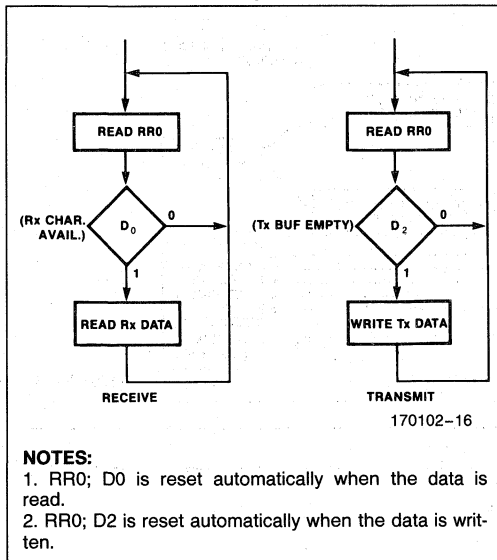 READ RR0
(Rx CHAR.
AVAIL.)
D0
0
1
READ Rx DATA
RECEIVE
READ RR0
(Tx BUF EMPTY)
D2
0
1
WRITE Tx DATA
TRANSMIT
170102–16
NOTES:
1. RR0; D0 is reset automatically when the data is
read.
2. RR0; D2 is reset automatically when the data is writ-
ten.